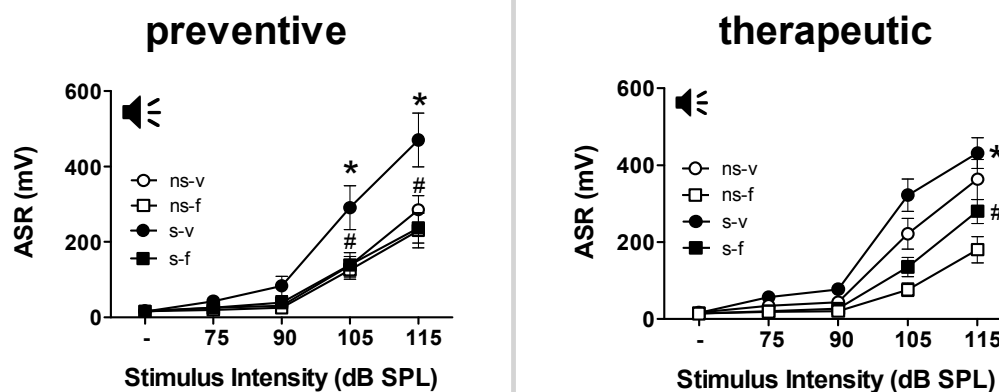 preventive
ASR (mV)
600
400
200
0
ns-v
ns-f
s-v
s-f
*
*
#
#
- 75 90 105 115
Stimulus Intensity (dB SPL)
therapeutic
ASR (mV)
600
400
200
0
ns-v
ns-f
s-v
s-f
*
#
- 75 90 105 115
Stimulus Intensity (dB SPL)